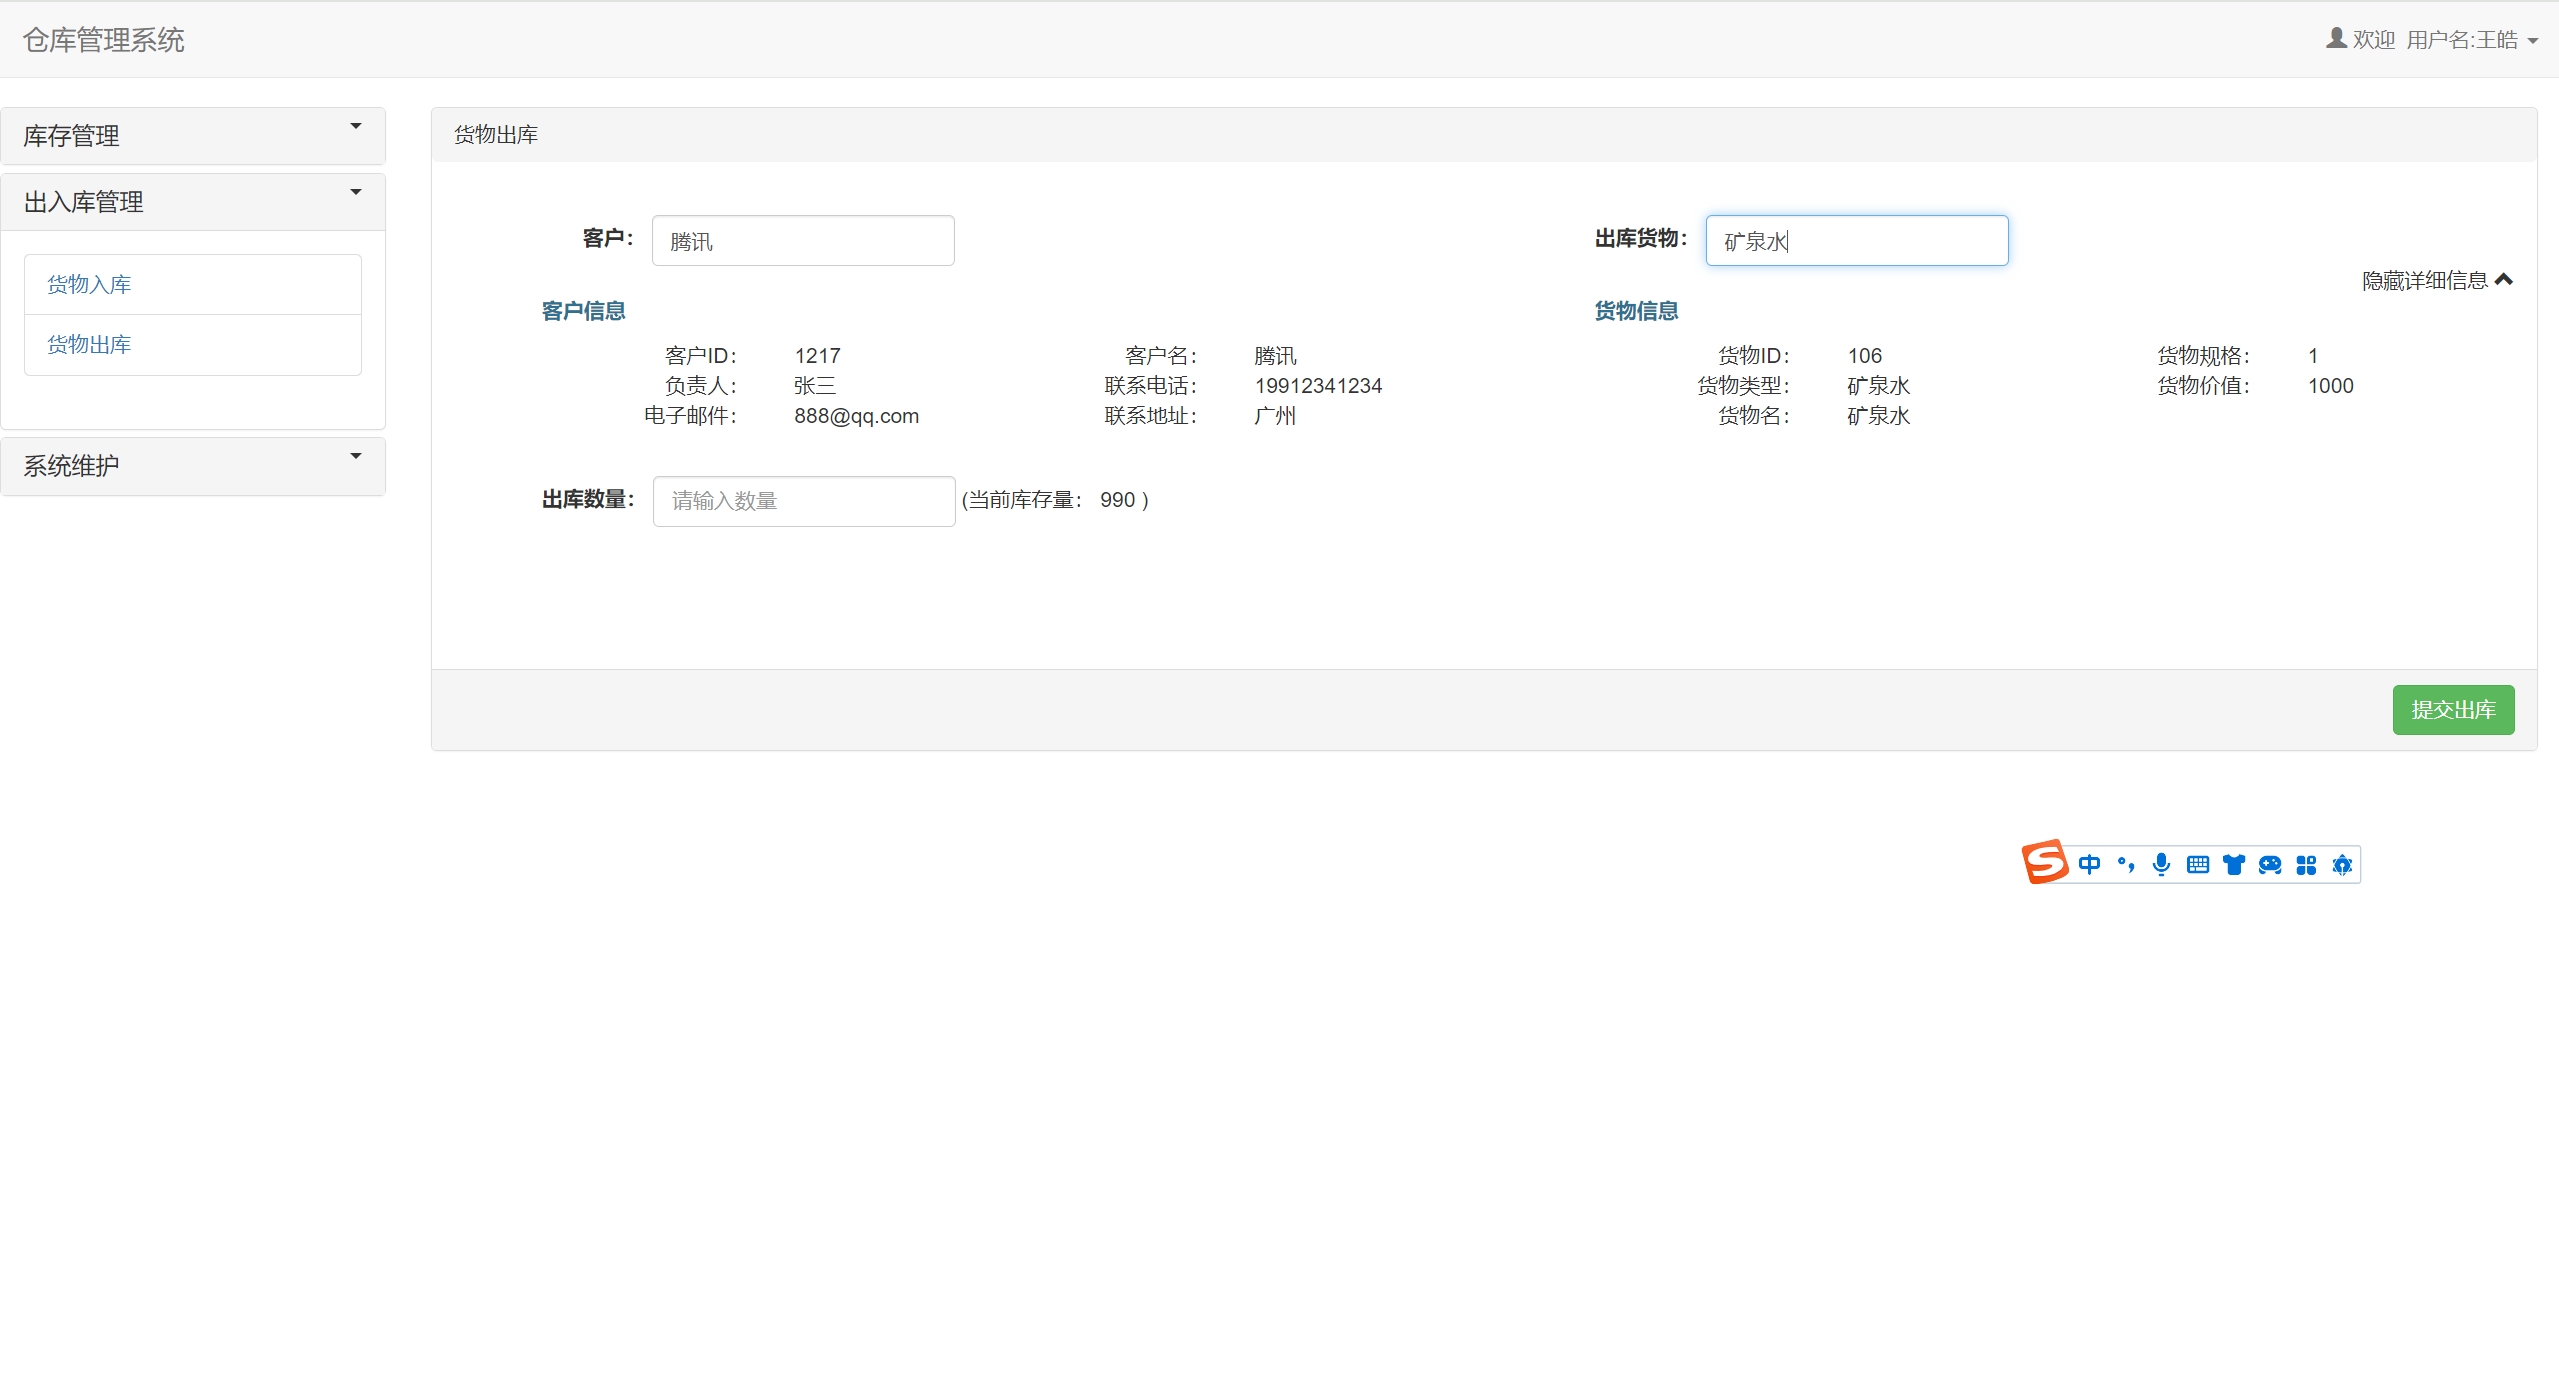 仓库管理系统
欢迎 用户名:王皓
库存管理
出入库管理
货物入库
货物出库
系统维护
货物出库
客户： 腾讯
出库货物： 矿泉水
隐藏详细信息
客户信息
客户ID： 1217 客户名： 腾讯
负责人： 张三 联系电话： 19912341234
电子邮件： 888@qq.com 联系地址： 广州
货物信息
货物ID： 106 货物规格： 1
货物类型： 矿泉水 货物价值： 1000
货物名： 矿泉水
出库数量： 请输入数量 (当前库存量： 990 )
提交出库
S 中 °,